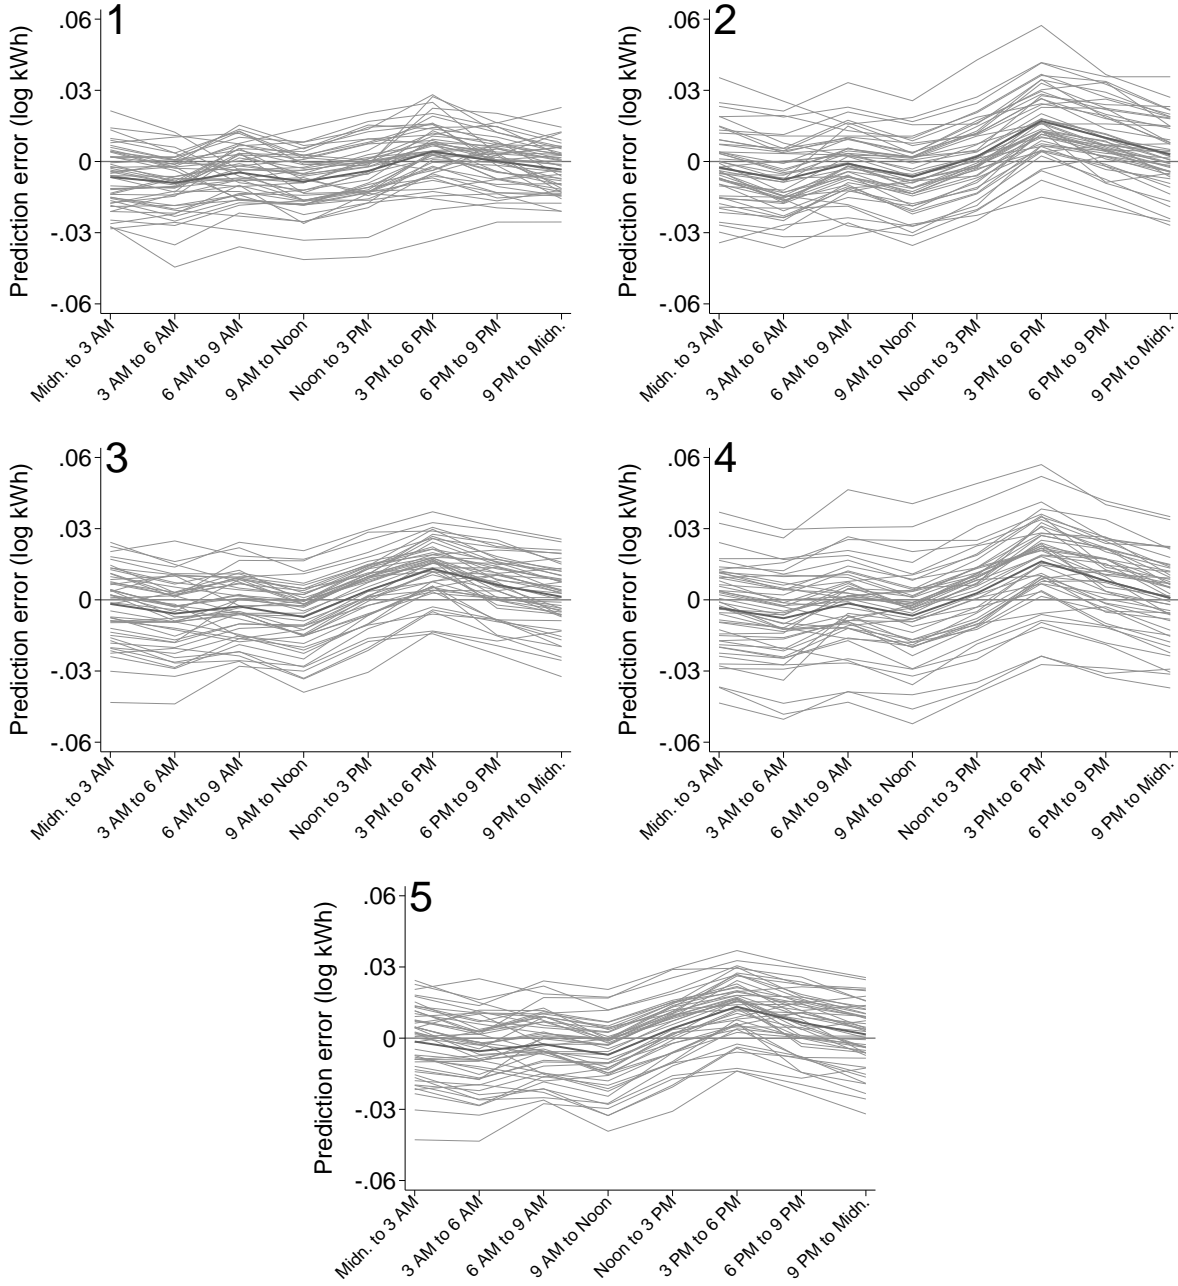 1
Prediction error (log kWh)
.06
.03
0
-.03
-.06
Midn. to 3 AM
3 AM to 6 AM
6 AM to 9 AM
9 AM to Noon
Noon to 3 PM
3 PM to 6 PM
6 PM to 9 PM
9 PM to Midn.
2
Prediction error (log kWh)
.06
.03
0
-.03
-.06
Midn. to 3 AM
3 AM to 6 AM
6 AM to 9 AM
9 AM to Noon
Noon to 3 PM
3 PM to 6 PM
6 PM to 9 PM
9 PM to Midn.
3
Prediction error (log kWh)
.06
.03
0
-.03
-.06
Midn. to 3 AM
3 AM to 6 AM
6 AM to 9 AM
9 AM to Noon
Noon to 3 PM
3 PM to 6 PM
6 PM to 9 PM
9 PM to Midn.
4
Prediction error (log kWh)
.06
.03
0
-.03
-.06
Midn. to 3 AM
3 AM to 6 AM
6 AM to 9 AM
9 AM to Noon
Noon to 3 PM
3 PM to 6 PM
6 PM to 9 PM
9 PM to Midn.
5
Prediction error (log kWh)
.06
.03
0
-.03
-.06
Midn. to 3 AM
3 AM to 6 AM
6 AM to 9 AM
9 AM to Noon
Noon to 3 PM
3 PM to 6 PM
6 PM to 9 PM
9 PM to Midn.